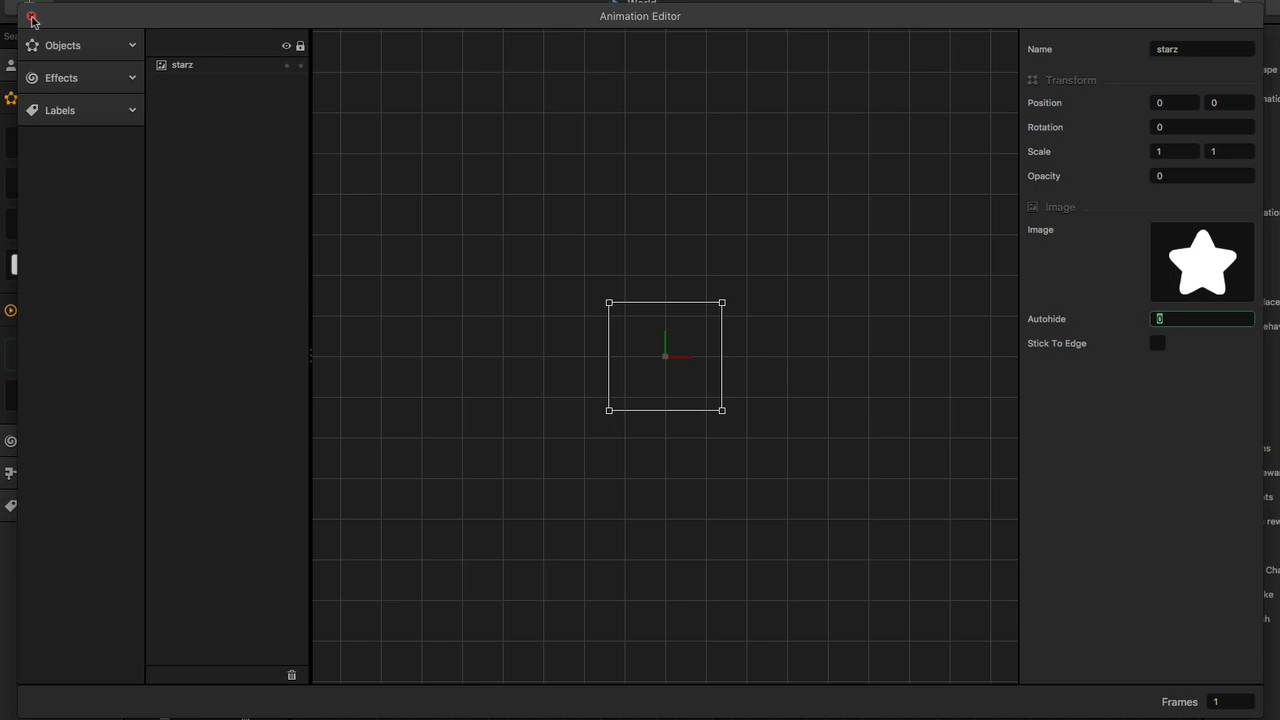 World
Animation Editor
Objects
Effects
Labels
starz
Name starz
Transform
Position 0 0
Rotation 0
Scale 1 1
Opacity 0
Image
Image
Autohide 0
Stick To Edge
Frames 1